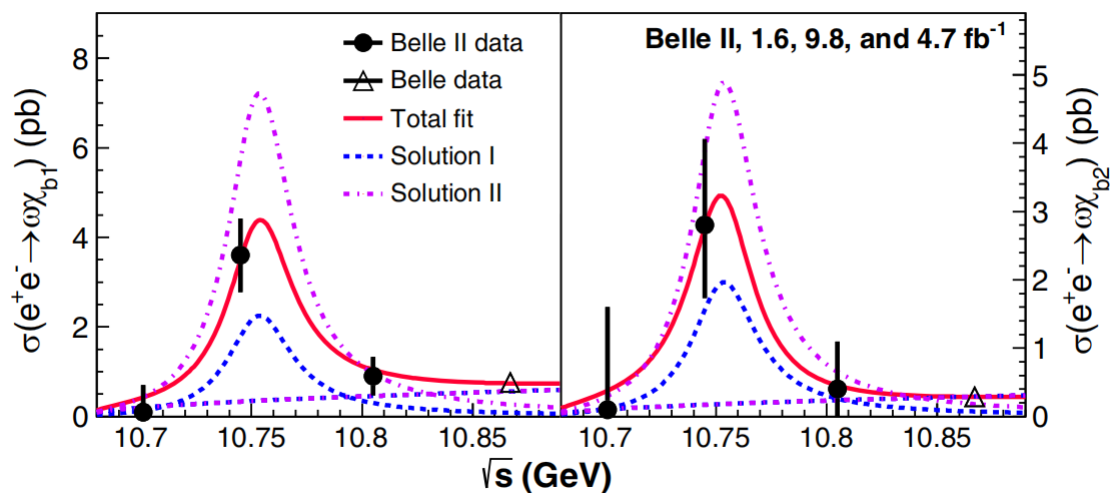 σ(e⁺e⁻→ωχ_b1) (pb)
8
6
4
2
0
Belle II data
Belle data
Total fit
Solution I
Solution II
Belle II, 1.6, 9.8, and 4.7 fb⁻¹
5
4
3
2
1
0
σ(e⁺e⁻→ωχ_b2) (pb)
10.7 10.75 10.8 10.85 10.7 10.75 10.8 10.85
√s (GeV)